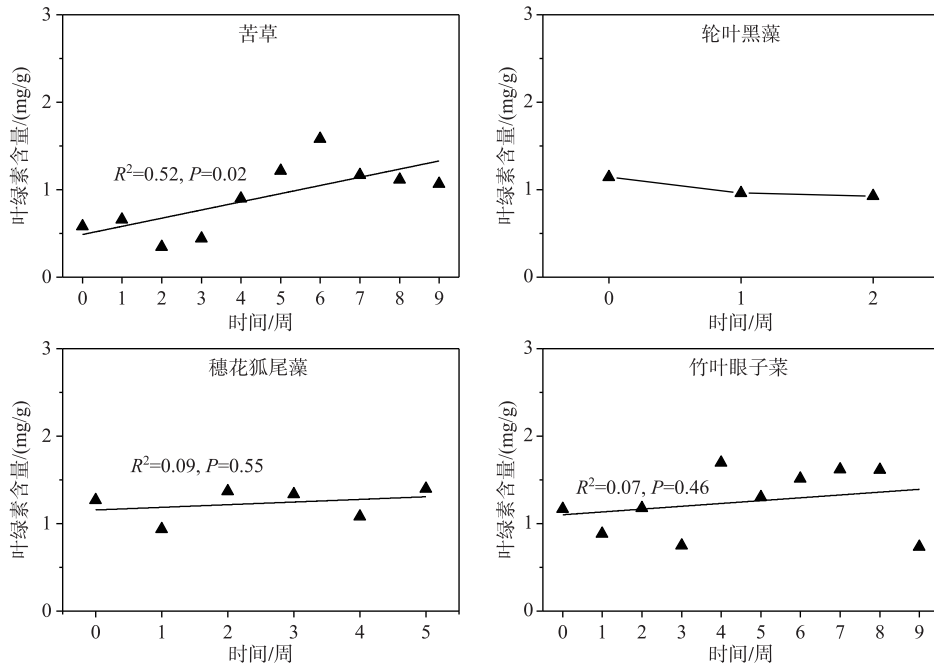 苦草
叶绿素含量/(mg/g)
3
2
1
0
R²=0.52, P=0.02
0 1 2 3 4 5 6 7 8 9
时间/周
轮叶黑藻
叶绿素含量/(mg/g)
3
2
1
0
0 1 2
时间/周
穗花狐尾藻
叶绿素含量/(mg/g)
3
2
1
0
R²=0.09, P=0.55
0 1 2 3 4 5
时间/周
竹叶眼子菜
叶绿素含量/(mg/g)
3
2
1
0
R²=0.07, P=0.46
0 1 2 3 4 5 6 7 8 9
时间/周